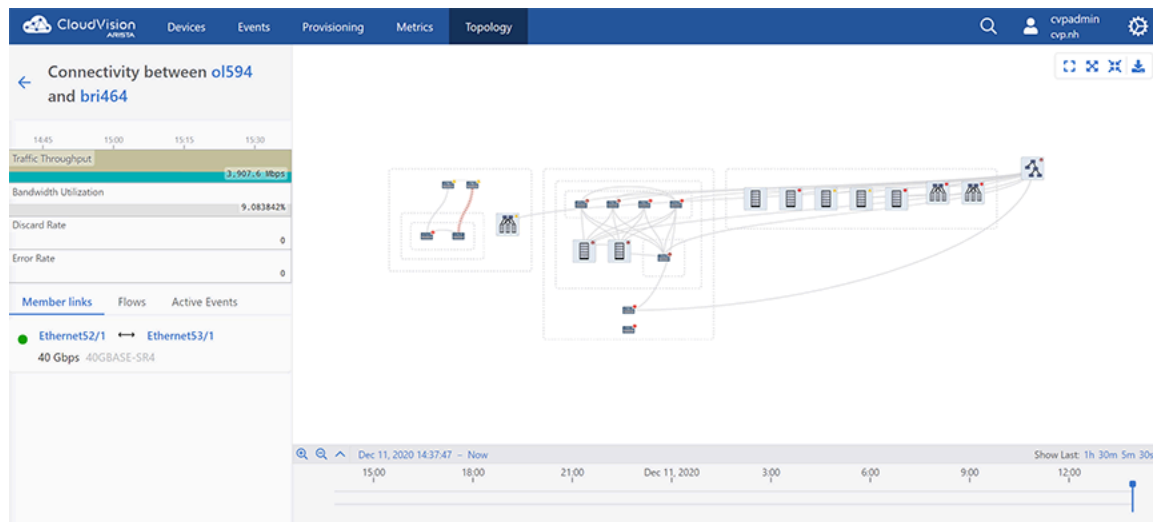 CloudVision
ARISTA
Devices
Events
Provisioning
Metrics
Topology
cvpadmin
cvp.nh
Connectivity between ol594
and bri464
14:45 15:00 15:15 15:30
Traffic Throughput
3,907.6 Mbps
Bandwidth Utilization
9.083842%
Discard Rate
0
Error Rate
0
Member links Flows Active Events
Ethernet52/1 ⟷ Ethernet53/1
40 Gbps 40GBASE-SR4
Dec 11, 2020 14:37:47 – Now
Show Last: 1h 30m 5m 30s
15:00 18:00 21:00 Dec 11, 2020 3:00 6:00 9:00 12:00